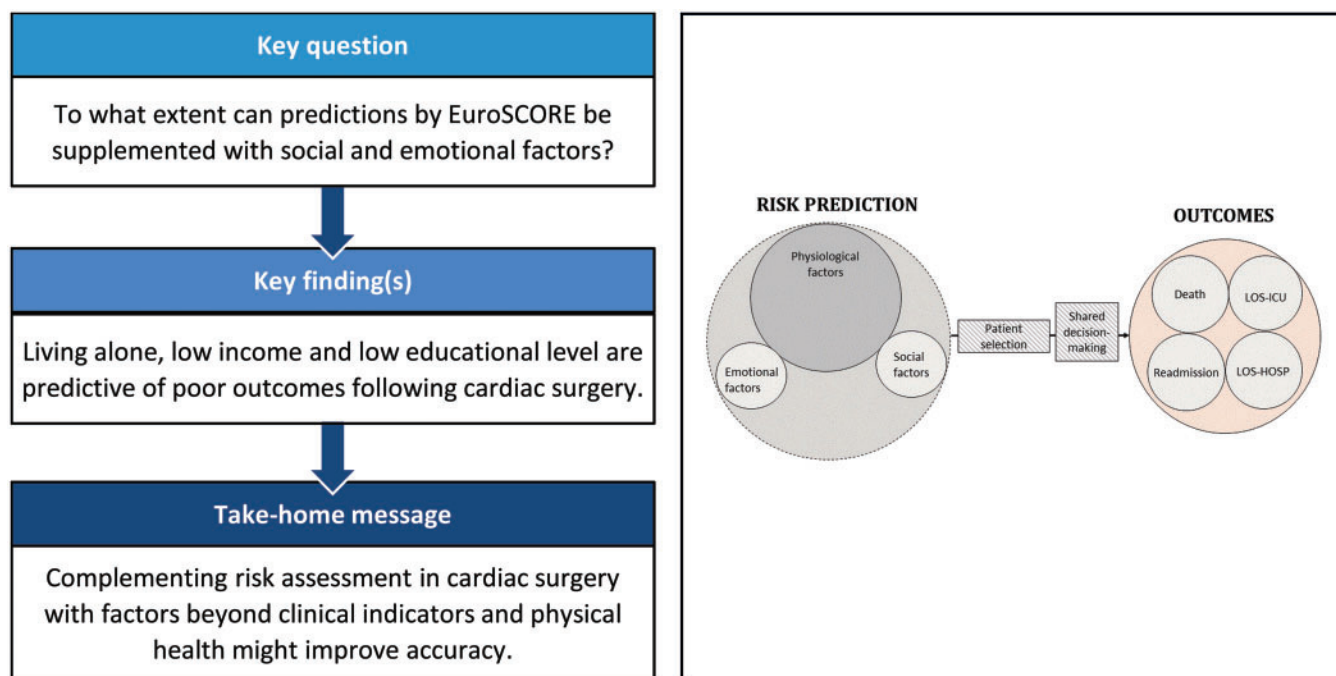 Key question
To what extent can predictions by EuroSCORE be
supplemented with social and emotional factors?
Key finding(s)
Living alone, low income and low educational level are
predictive of poor outcomes following cardiac surgery.
Take-home message
Complementing risk assessment in cardiac surgery
with factors beyond clinical indicators and physical
health might improve accuracy.
RISK PREDICTION
Physiological
factors
Emotional
factors
Social
factors
Patient
selection
Shared
decision-
making
OUTCOMES
Death
LOS-ICU
Readmission
LOS-HOSP